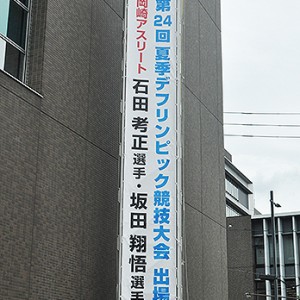 第24回 夏季デフリンピック競技大会 出場
岡崎アスリート 石田 考正 選手・坂田 翔悟 選手